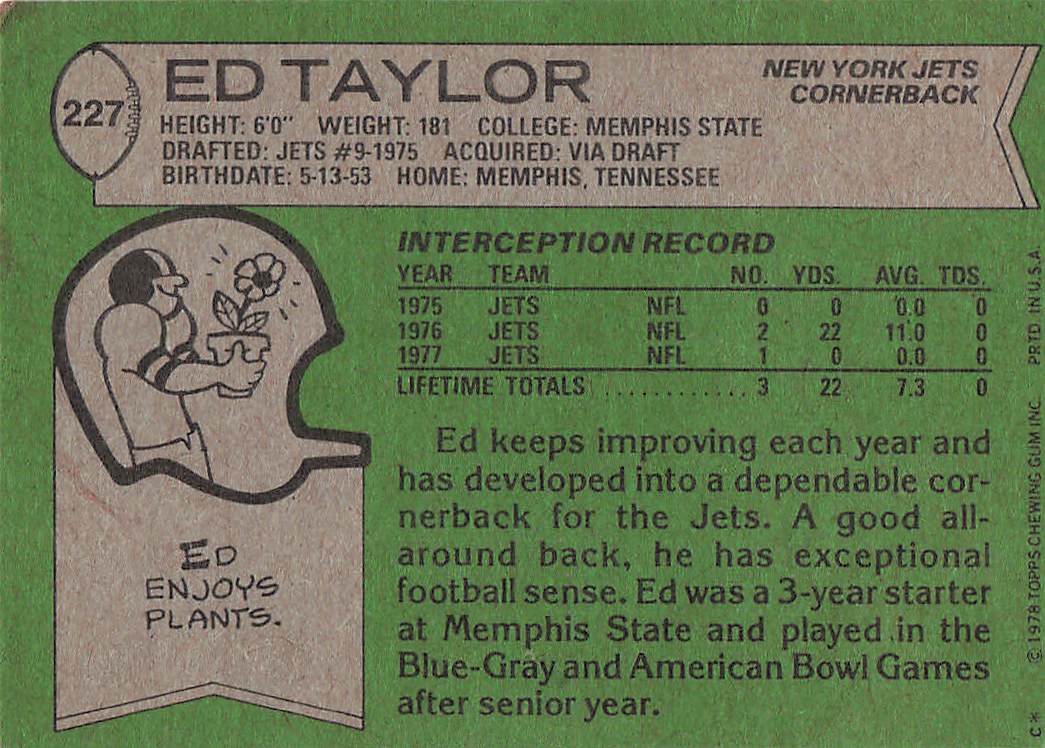 227
ED TAYLOR
NEW YORK JETS
CORNERBACK
HEIGHT: 6'0" WEIGHT: 181 COLLEGE: MEMPHIS STATE
DRAFTED: JETS #9-1975 ACQUIRED: VIA DRAFT
BIRTHDATE: 5-13-53 HOME: MEMPHIS, TENNESSEE
INTERCEPTION RECORD
YEAR TEAM NO. YDS. AVG. TDS.
1975 JETS NFL 0 0 0.0 0
1976 JETS NFL 2 22 11.0 0
1977 JETS NFL 1 0 0.0 0
LIFETIME TOTALS ............ 3 22 7.3 0
Ed keeps improving each year and
has developed into a dependable cor-
nerback for the Jets. A good all-
around back, he has exceptional
football sense. Ed was a 3-year starter
at Memphis State and played in the
Blue-Gray and American Bowl Games
after senior year.
ED
ENJOYS
PLANTS.
C* © 1978 TOPPS CHEWING GUM INC. PRTD IN U.S.A.